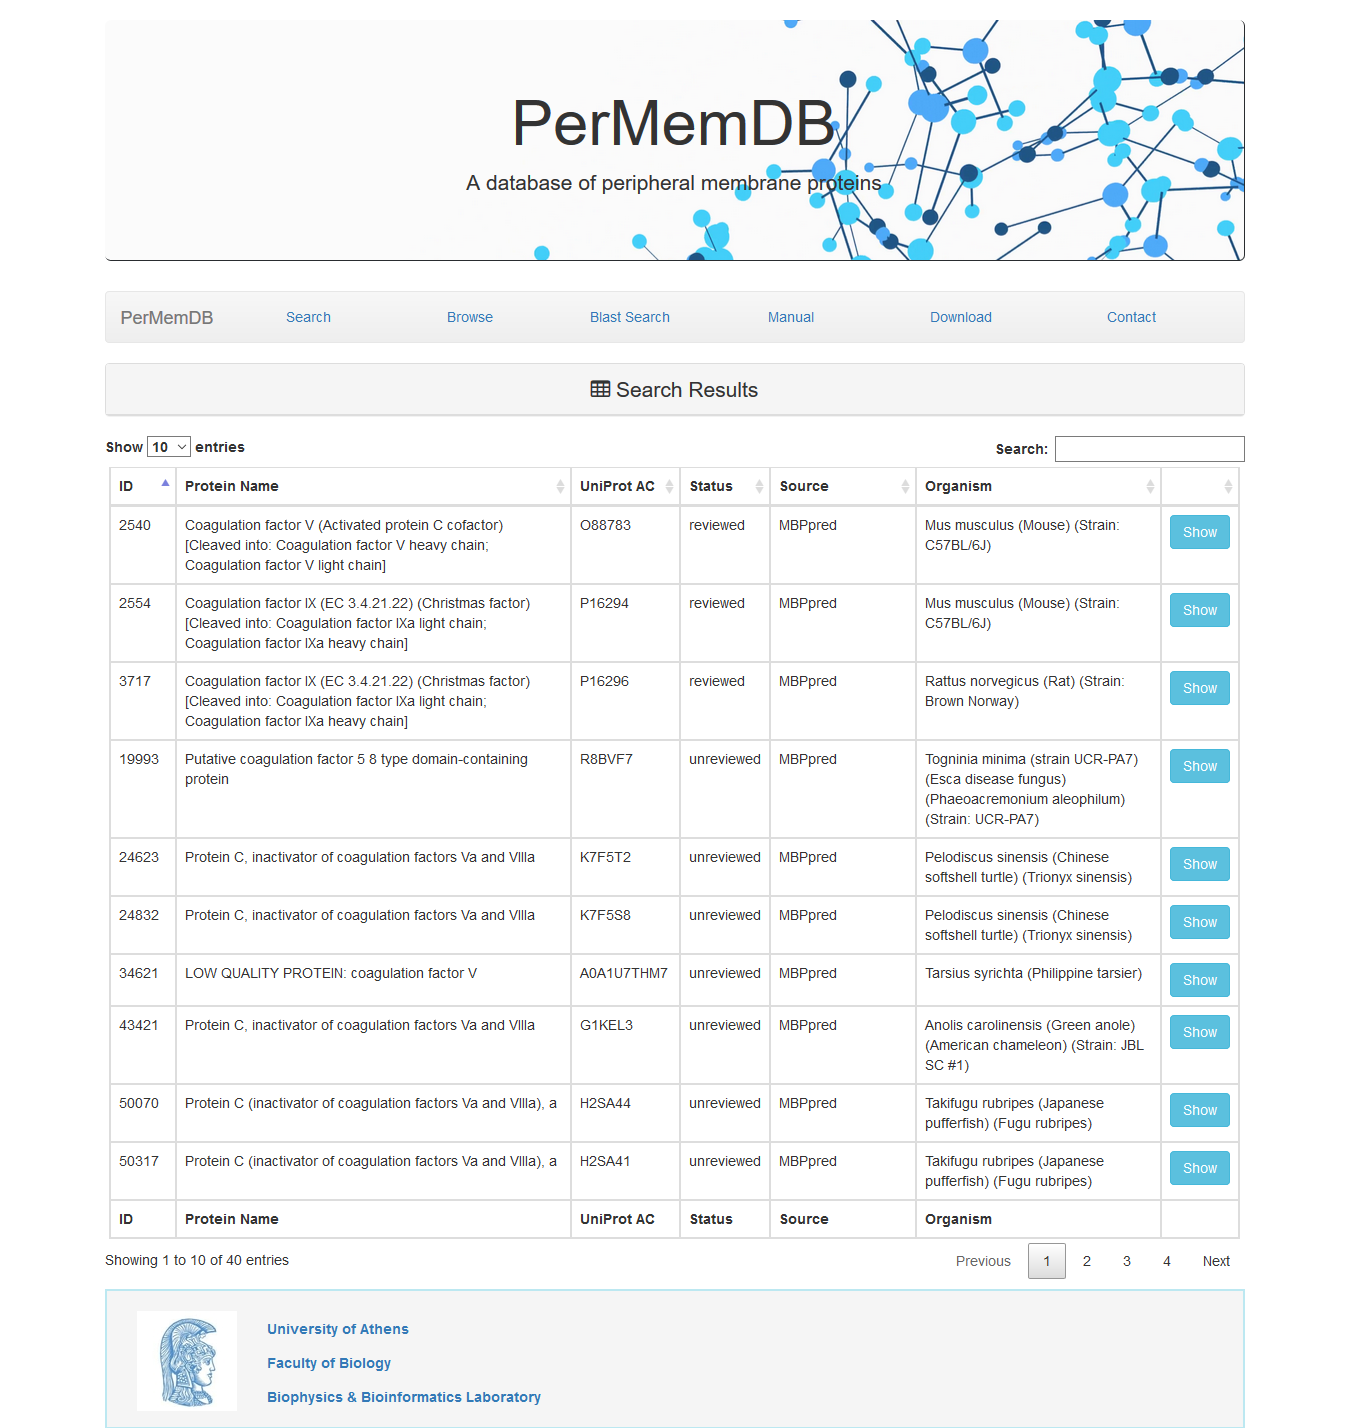 PerMemDB
A database of peripheral membrane proteins
PerMemDB Search Browse Blast Search Manual Download Contact
Search Results
Show 10 entries Search:
ID Protein Name UniProt AC Status Source Organism
2540 Coagulation factor V (Activated protein C cofactor) O88783 reviewed MBPpred Mus musculus (Mouse) (Strain: Show
[Cleaved into: Coagulation factor V heavy chain; C57BL/6J)
Coagulation factor V light chain]
2554 Coagulation factor IX (EC 3.4.21.22) (Christmas factor) P16294 reviewed MBPpred Mus musculus (Mouse) (Strain: Show
[Cleaved into: Coagulation factor IXa light chain; C57BL/6J)
Coagulation factor IXa heavy chain]
3717 Coagulation factor IX (EC 3.4.21.22) (Christmas factor) P16296 reviewed MBPpred Rattus norvegicus (Rat) (Strain: Show
[Cleaved into: Coagulation factor IXa light chain; Brown Norway)
Coagulation factor IXa heavy chain]
19993 Putative coagulation factor 5 8 type domain-containing R8BVF7 unreviewed MBPpred Togninia minima (strain UCR-PA7) Show
protein (Esca disease fungus)
(Phaeoacremonium aleophilum)
(Strain: UCR-PA7)
24623 Protein C, inactivator of coagulation factors Va and VIIIa K7F5T2 unreviewed MBPpred Pelodiscus sinensis (Chinese Show
softshell turtle) (Trionyx sinensis)
24832 Protein C, inactivator of coagulation factors Va and VIIIa K7F5S8 unreviewed MBPpred Pelodiscus sinensis (Chinese Show
softshell turtle) (Trionyx sinensis)
34621 LOW QUALITY PROTEIN: coagulation factor V A0A1U7THM7 unreviewed MBPpred Tarsius syrichta (Philippine tarsier) Show
43421 Protein C, inactivator of coagulation factors Va and VIIIa G1KEL3 unreviewed MBPpred Anolis carolinensis (Green anole) Show
(American chameleon) (Strain: JBL
SC #1)
50070 Protein C (inactivator of coagulation factors Va and VIIIa), a H2SA44 unreviewed MBPpred Takifugu rubripes (Japanese Show
pufferfish) (Fugu rubripes)
50317 Protein C (inactivator of coagulation factors Va and VIIIa), a H2SA41 unreviewed MBPpred Takifugu rubripes (Japanese Show
pufferfish) (Fugu rubripes)
ID Protein Name UniProt AC Status Source Organism
Showing 1 to 10 of 40 entries Previous 1 2 3 4 Next
University of Athens
Faculty of Biology
Biophysics & Bioinformatics Laboratory